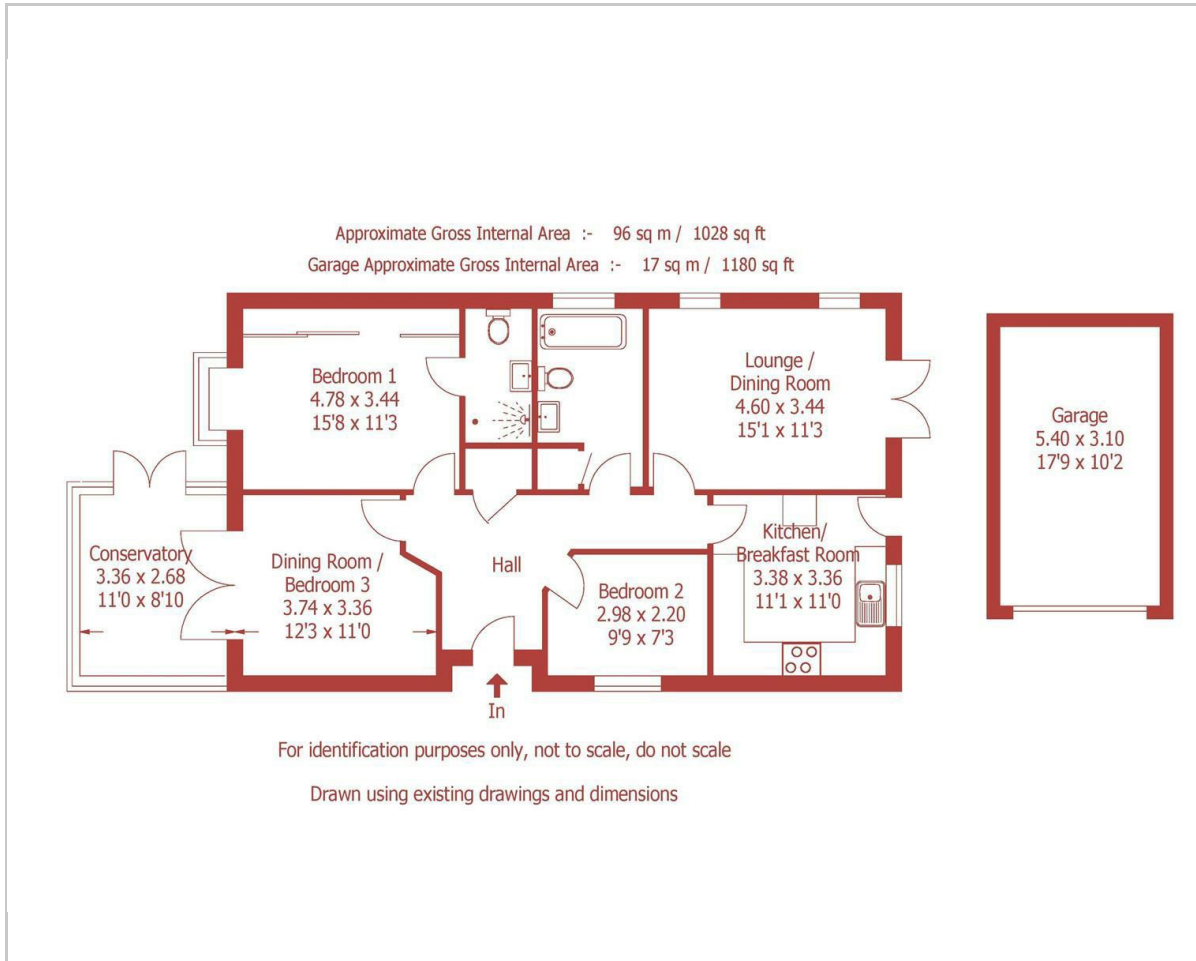 Approximate Gross Internal Area :- 96 sq m / 1028 sq ft
Garage Approximate Gross Internal Area :- 17 sq m / 1180 sq ft
Bedroom 1
4.78 x 3.44
15'8 x 11'3
Lounge /
Dining Room
4.60 x 3.44
15'1 x 11'3
Garage
5.40 x 3.10
17'9 x 10'2
Conservatory
3.36 x 2.68
11'0 x 8'10
Dining Room /
Bedroom 3
3.74 x 3.36
12'3 x 11'0
Hall
Bedroom 2
2.98 x 2.20
9'9 x 7'3
Kitchen/
Breakfast Room
3.38 x 3.36
11'1 x 11'0
In
For identification purposes only, not to scale, do not scale
Drawn using existing drawings and dimensions